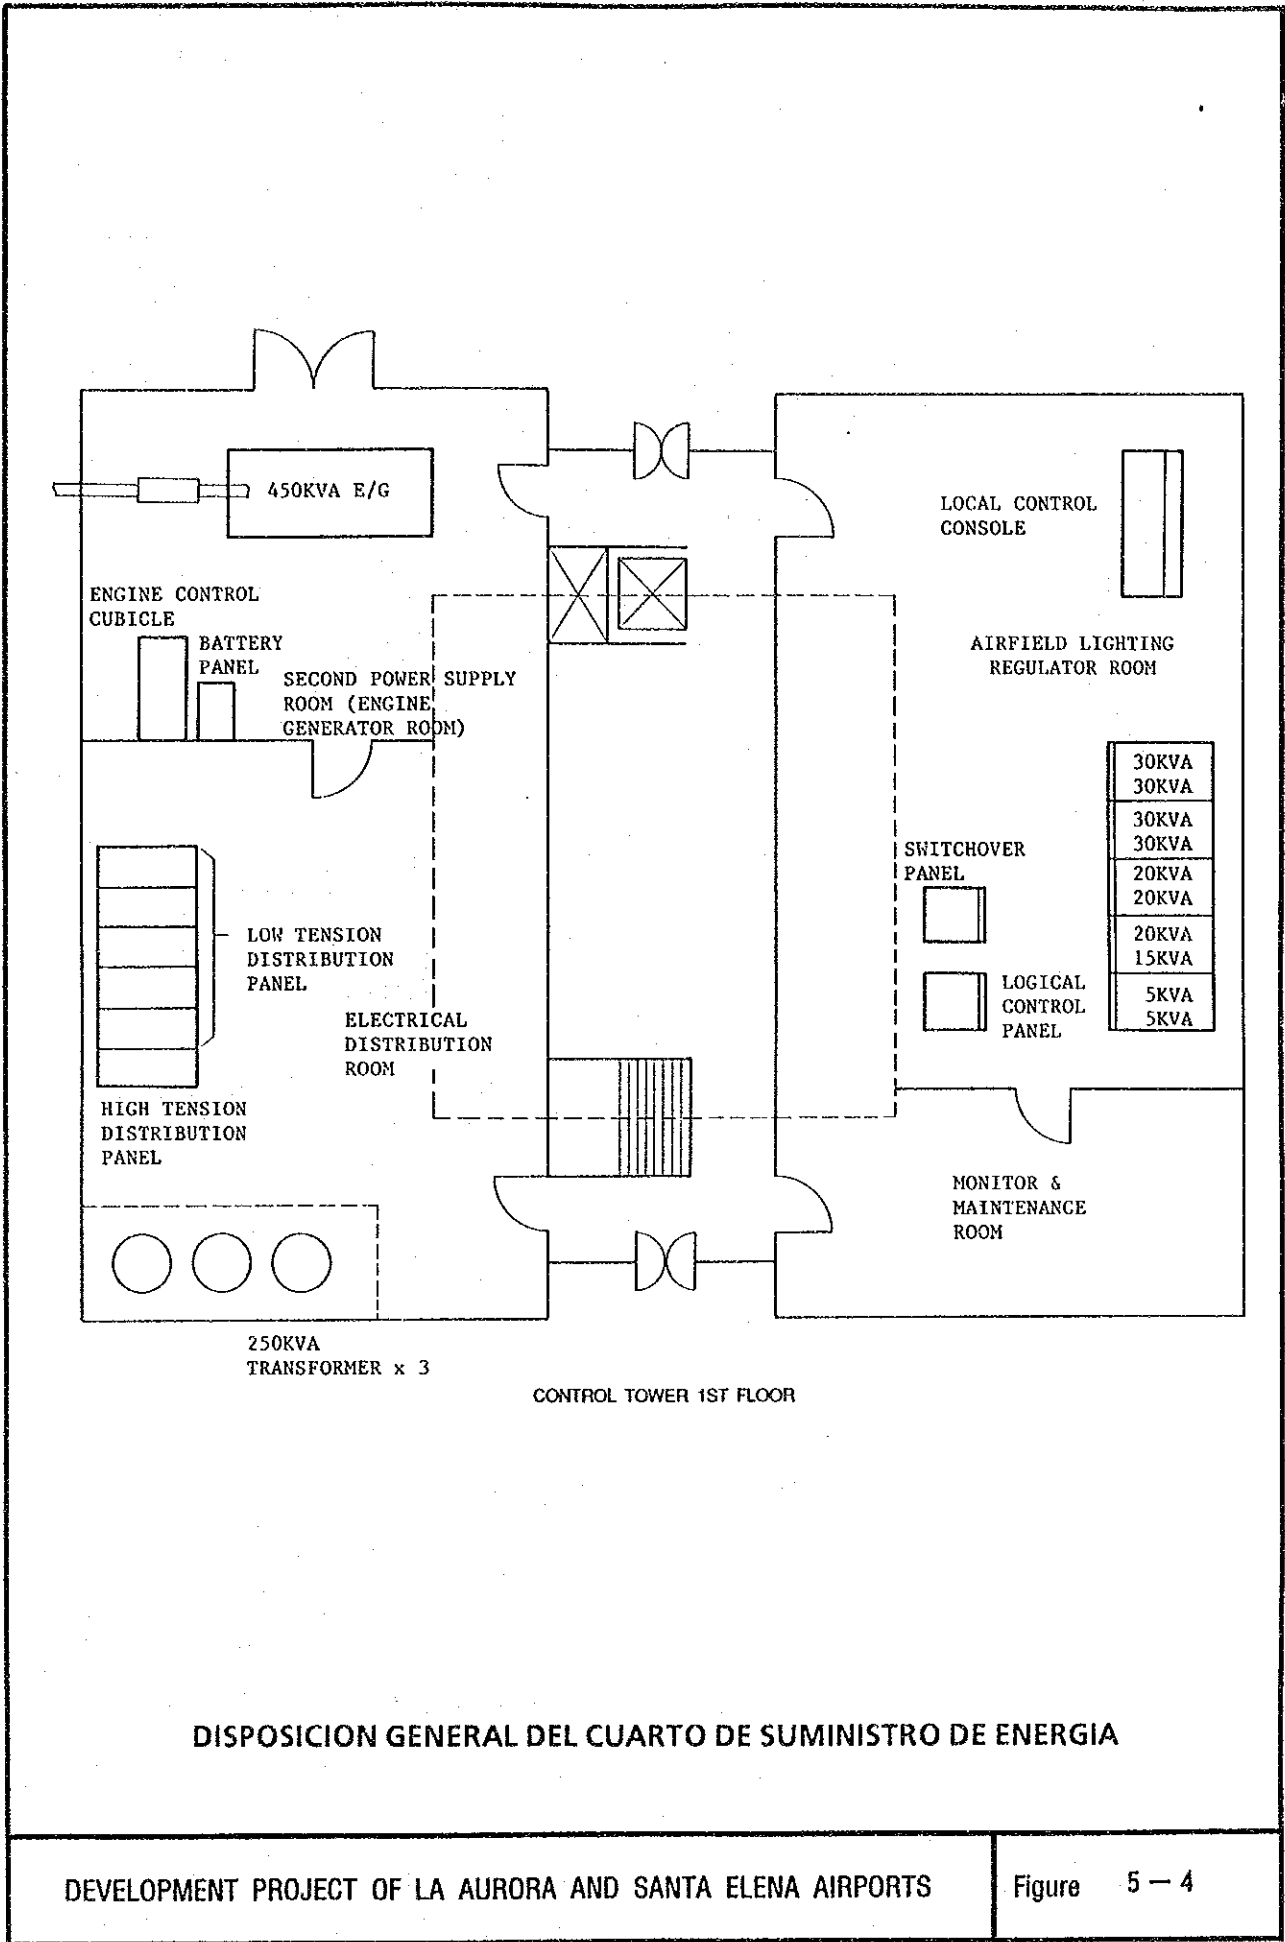 450KVA E/G
LOCAL CONTROL
CONSOLE
ENGINE CONTROL
CUBICLE
BATTERY
PANEL
SECOND POWER SUPPLY
ROOM (ENGINE
GENERATOR ROOM)
AIRFIELD LIGHTING
REGULATOR ROOM
30KVA
30KVA
30KVA
30KVA
20KVA
20KVA
20KVA
15KVA
5KVA
5KVA
SWITCHOVER
PANEL
LOGICAL
CONTROL
PANEL
LOW TENSION
DISTRIBUTION
PANEL
ELECTRICAL
DISTRIBUTION
ROOM
HIGH TENSION
DISTRIBUTION
PANEL
MONITOR &
MAINTENANCE
ROOM
250KVA
TRANSFORMER x 3
CONTROL TOWER 1ST FLOOR
DISPOSICION GENERAL DEL CUARTO DE SUMINISTRO DE ENERGIA
DEVELOPMENT PROJECT OF LA AURORA AND SANTA ELENA AIRPORTS
Figure 5 — 4